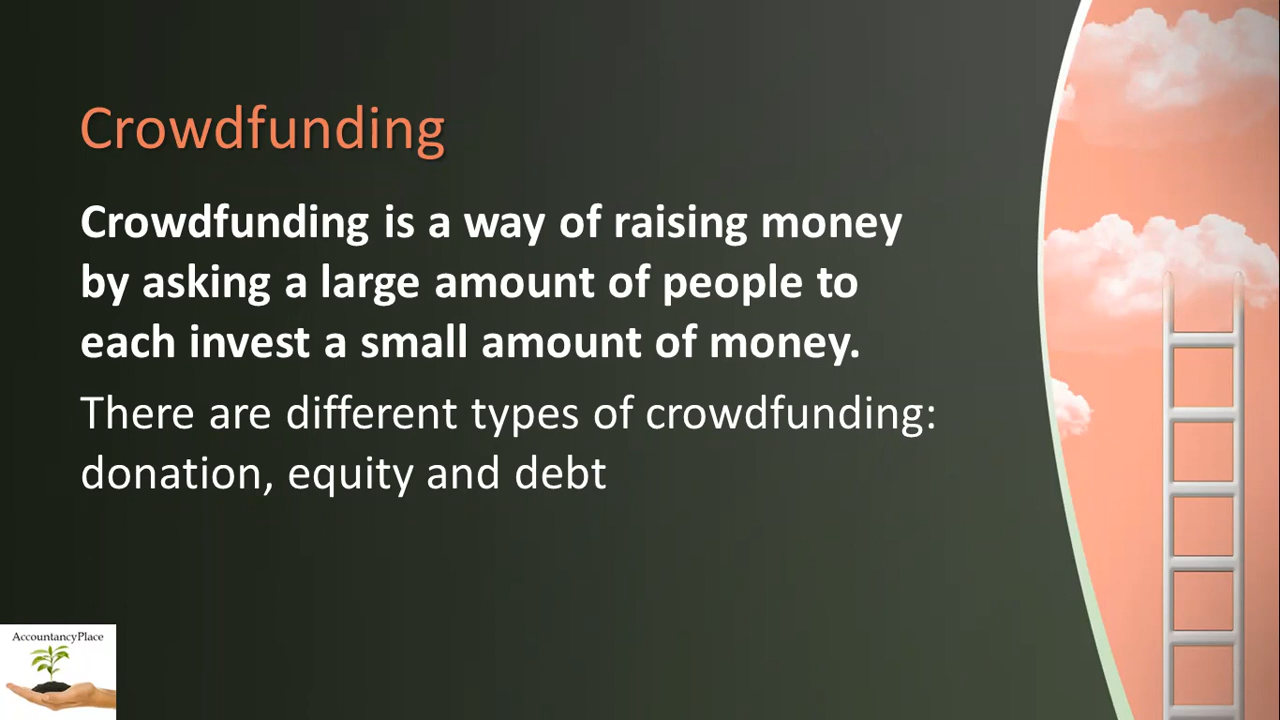 Crowdfunding
Crowdfunding is a way of raising money
by asking a large amount of people to
each invest a small amount of money.
There are different types of crowdfunding:
donation, equity and debt
AccountancyPlace